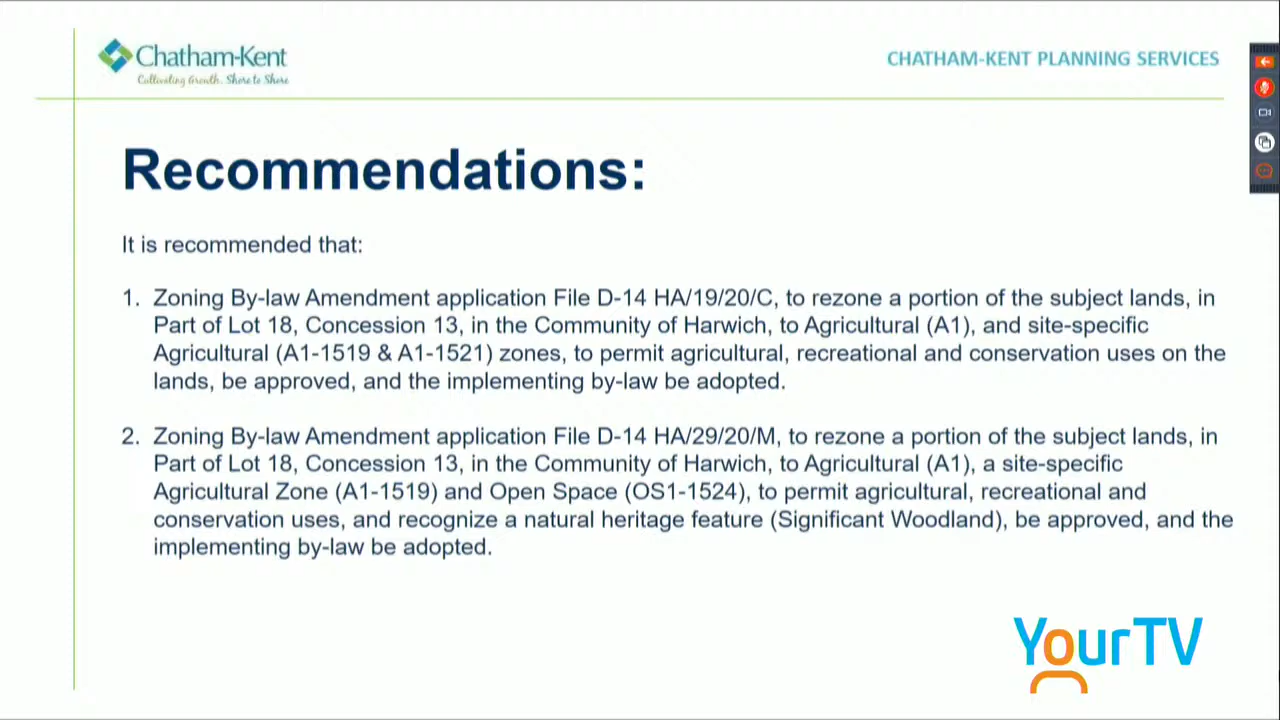 Chatham-Kent
Cultivating Growth. Shore to Shore
CHATHAM-KENT PLANNING SERVICES
Recommendations:
It is recommended that:
1. Zoning By-law Amendment application File D-14 HA/19/20/C, to rezone a portion of the subject lands, in
Part of Lot 18, Concession 13, in the Community of Harwich, to Agricultural (A1), and site-specific
Agricultural (A1-1519 & A1-1521) zones, to permit agricultural, recreational and conservation uses on the
lands, be approved, and the implementing by-law be adopted.
2. Zoning By-law Amendment application File D-14 HA/29/20/M, to rezone a portion of the subject lands, in
Part of Lot 18, Concession 13, in the Community of Harwich, to Agricultural (A1), a site-specific
Agricultural Zone (A1-1519) and Open Space (OS1-1524), to permit agricultural, recreational and
conservation uses, and recognize a natural heritage feature (Significant Woodland), be approved, and the
implementing by-law be adopted.
YourTV